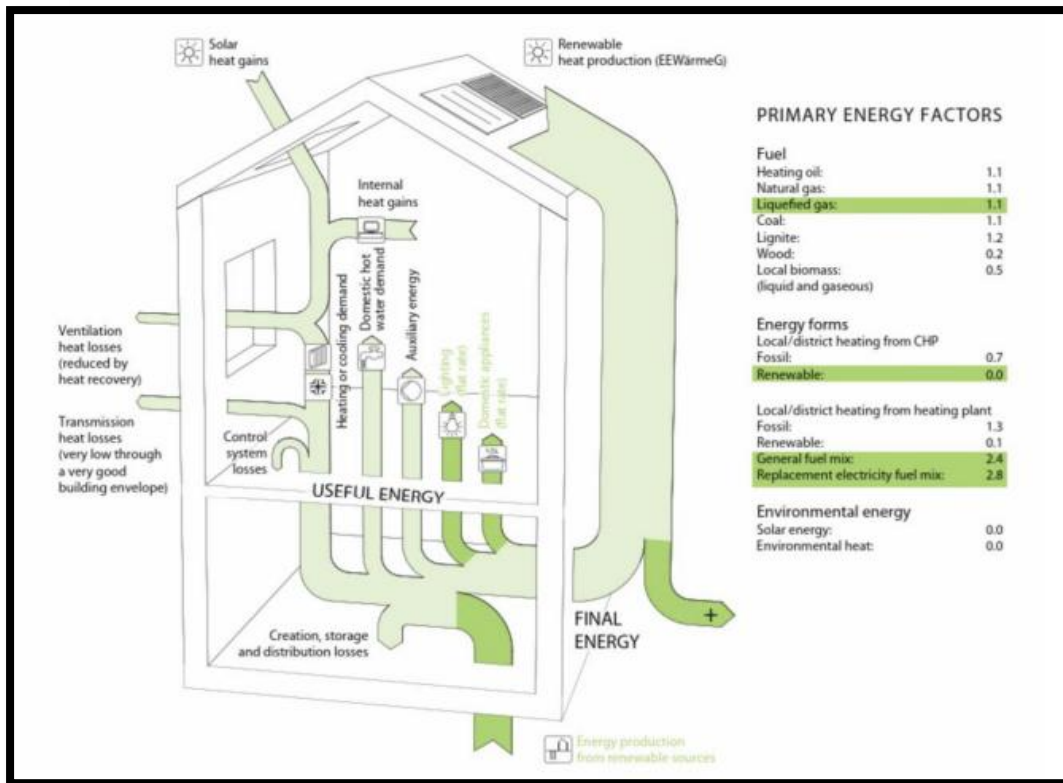 Solar
heat gains
Renewable
heat production (EEWärmeG)
Internal
heat gains
Heating or cooling demand
Domestic hot
water demand
Auxiliary energy
Lighting
(flat rate)
Domestic appliances
(flat rate)
Ventilation
heat losses
(reduced by
heat recovery)
Transmission
heat losses
(very low through
a very good
building envelope)
Control
system
losses
USEFUL ENERGY
Creation, storage
and distribution losses
FINAL
ENERGY
+
Energy production
from renewable sources
PRIMARY ENERGY FACTORS
Fuel
Heating oil: 1.1
Natural gas: 1.1
Liquefied gas: 1.1
Coal: 1.1
Lignite: 1.2
Wood: 0.2
Local biomass: 0.5
(liquid and gaseous)
Energy forms
Local/district heating from CHP
Fossil: 0.7
Renewable: 0.0
Local/district heating from heating plant
Fossil: 1.3
Renewable: 0.1
General fuel mix: 2.4
Replacement electricity fuel mix: 2.8
Environmental energy
Solar energy: 0.0
Environmental heat: 0.0